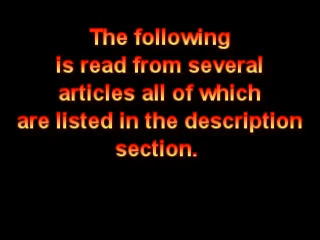 The following
is read from several
articles all of which
are listed in the description
section.